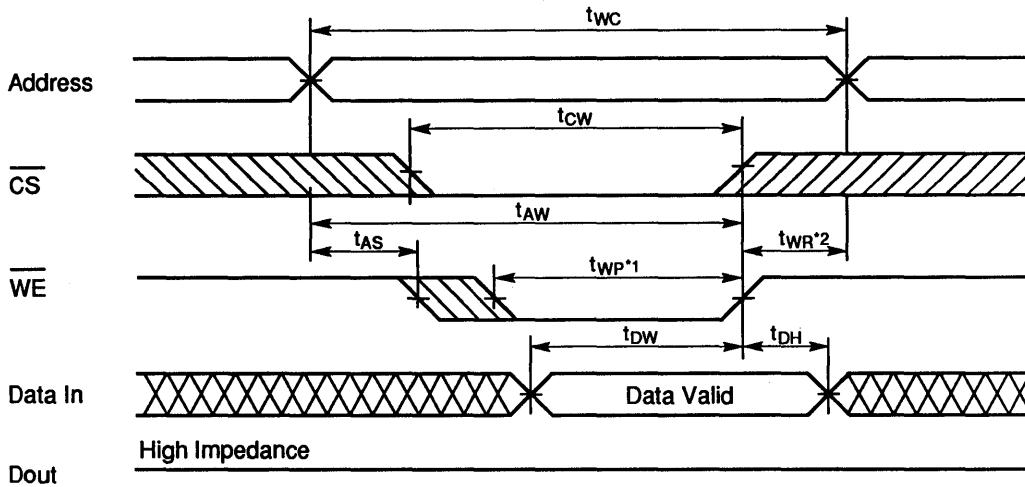 tWC
Address
tCW
CS
tAW
tAS
tWR*2
tWP*1
WE
tDW
tDH
Data In
Data Valid
High Impedance
Dout